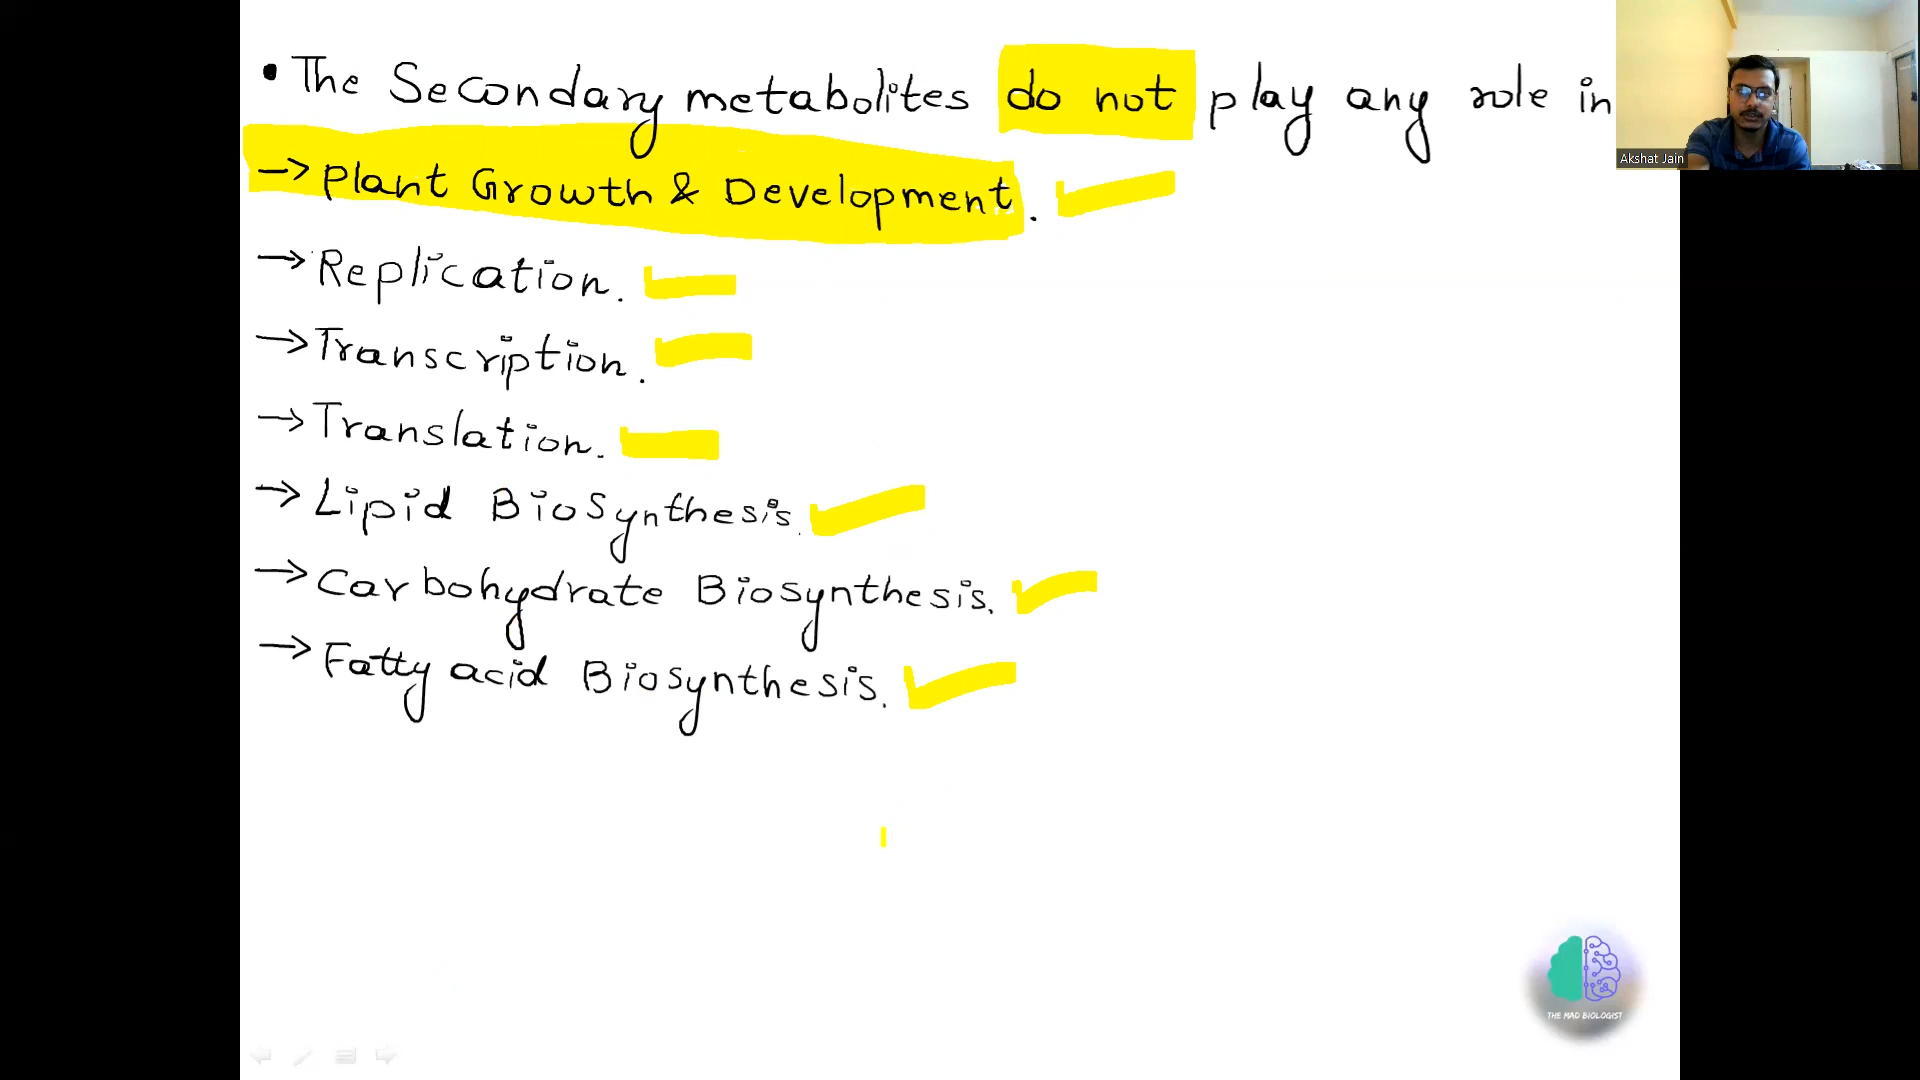 • The Secondary metabolites do not play any role in
→ Plant Growth & Development.
→ Replication.
→ Transcription.
→ Translation.
→ Lipid Biosynthesis.
→ Carbohydrate Biosynthesis.
→ Fatty acid Biosynthesis.
Akshat Jain
THE MAD BIOLOGIST